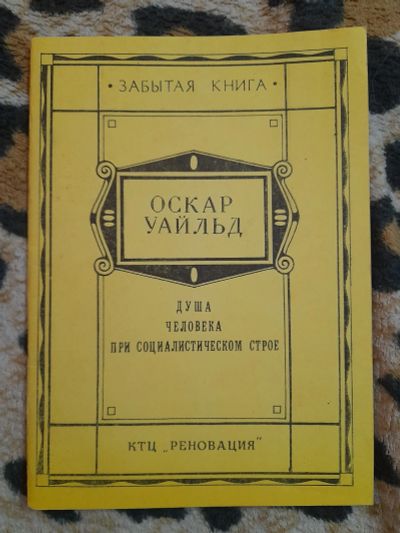 • ЗАБЫТАЯ КНИГА •
ОСКАР
УАЙЛЬД
ДУША
ЧЕЛОВЕКА
ПРИ СОЦИАЛИСТИЧЕСКОМ СТРОЕ
КТЦ „РЕНОВАЦИЯ"